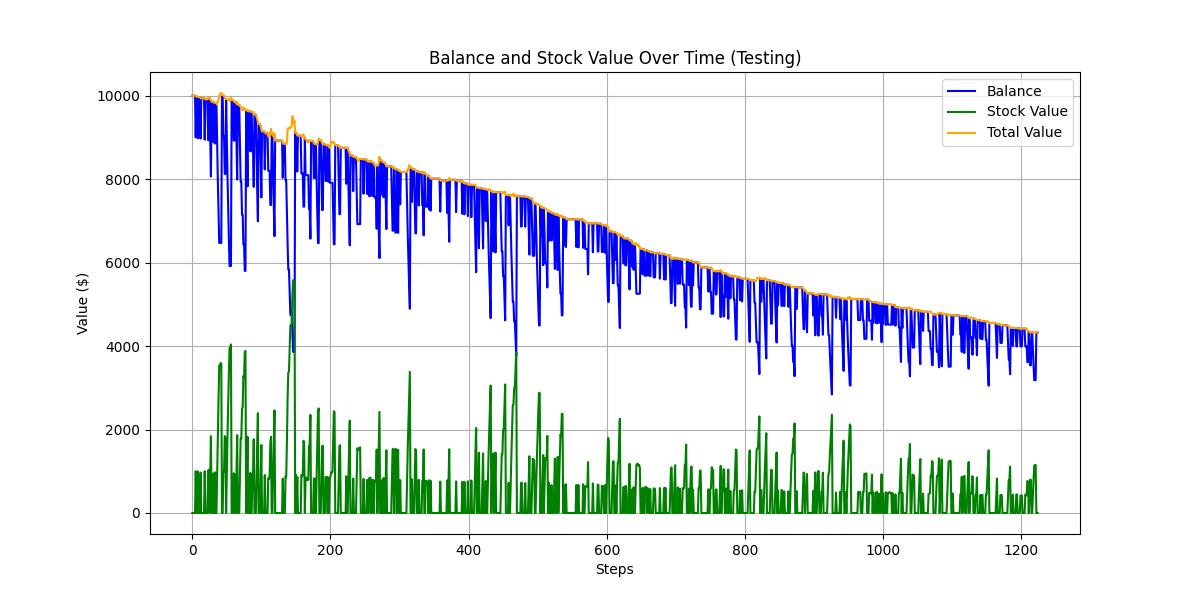 Balance and Stock Value Over Time (Testing)
Balance
Stock Value
Total Value
Value ($)
10000
8000
6000
4000
2000
0
0 200 400 600 800 1000 1200
Steps